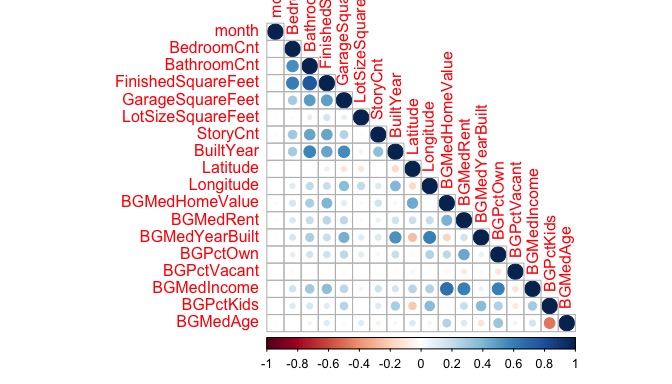 month
BedroomCnt
BathroomCnt
FinishedSquareFeet
GarageSquareFeet
LotSizeSquareFeet
StoryCnt
BuiltYear
Latitude
Longitude
BGMedHomeValue
BGMedRent
BGMedYearBuilt
BGPctOwn
BGPctVacant
BGMedIncome
BGPctKids
BGMedAge
StoryCnt
BuiltYear
Latitude
Longitude
BGMedHomeValue
BGMedRent
BGMedYearBuilt
BGPctOwn
BGPctVacant
BGMedIncome
BGPctKids
BGMedAge
-1 -0.8 -0.6 -0.4 -0.2 0 0.2 0.4 0.6 0.8 1